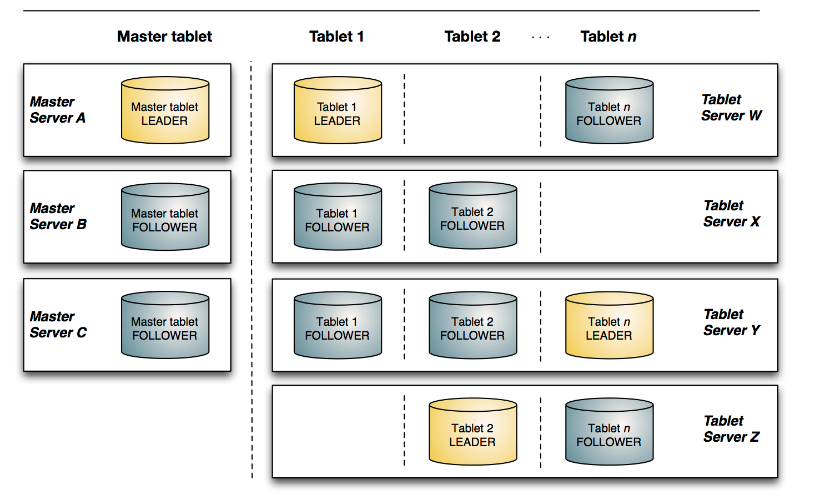 Master tablet Tablet 1 Tablet 2 · · · Tablet n
Master
Server A
Master tablet
LEADER
Tablet 1
LEADER
Tablet n
FOLLOWER
Tablet
Server W
Master
Server B
Master tablet
FOLLOWER
Tablet 1
FOLLOWER
Tablet 2
FOLLOWER
Tablet
Server X
Master
Server C
Master tablet
FOLLOWER
Tablet 1
FOLLOWER
Tablet 2
FOLLOWER
Tablet n
LEADER
Tablet
Server Y
Tablet 2
LEADER
Tablet n
FOLLOWER
Tablet
Server Z